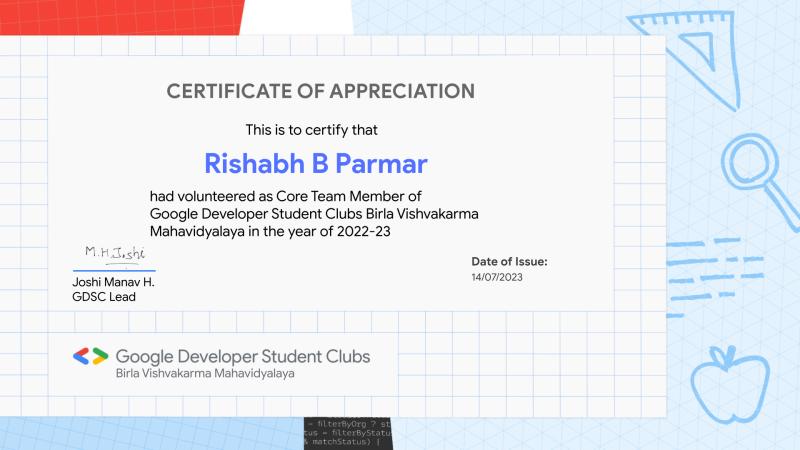 CERTIFICATE OF APPRECIATION
This is to certify that
Rishabh B Parmar
had volunteered as Core Team Member of
Google Developer Student Clubs Birla Vishvakarma
Mahavidyalaya in the year of 2022-23
M.H.Joshi
Joshi Manav H.
GDSC Lead
Date of Issue:
14/07/2023
Google Developer Student Clubs
Birla Vishvakarma Mahavidyalaya
= filterByOrg ? st
tus = filterByStatu
& matchStatus) {